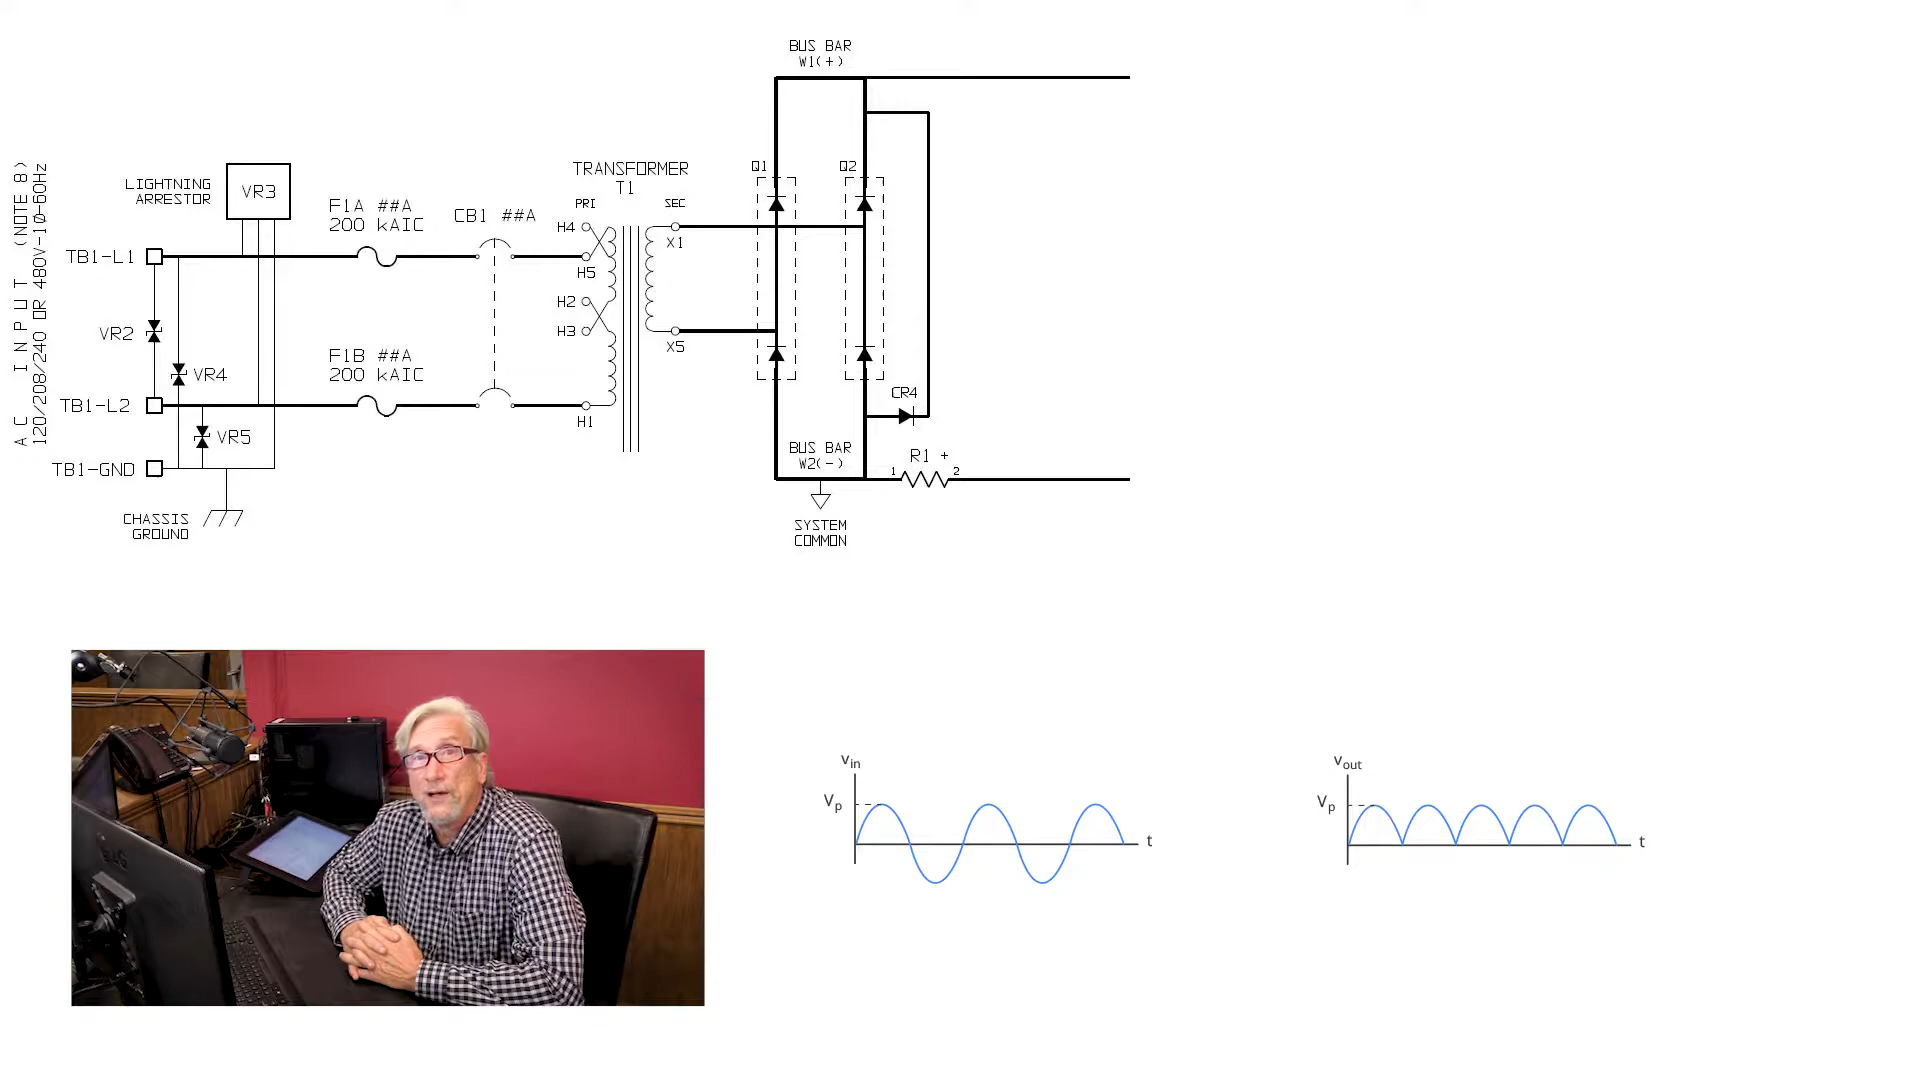 BUS BAR
W1(+)
A C  I N P U T  (NOTE 8)
120/208/240 OR 480V-1Ø-60Hz
LIGHTNING
ARRESTOR
VR3
TB1-L1
F1A ##A
200 kAIC
CB1 ##A
TRANSFORMER
T1
PRI
SEC
H4
H5
H2
H3
H1
X1
X5
Q1
Q2
VR2
VR4
TB1-L2
F1B ##A
200 kAIC
VR5
TB1-GND
CHASSIS
GROUND
CR4
BUS BAR
W2(-)
R1 +
1
2
SYSTEM
COMMON
vin
Vp
t
vout
Vp
t